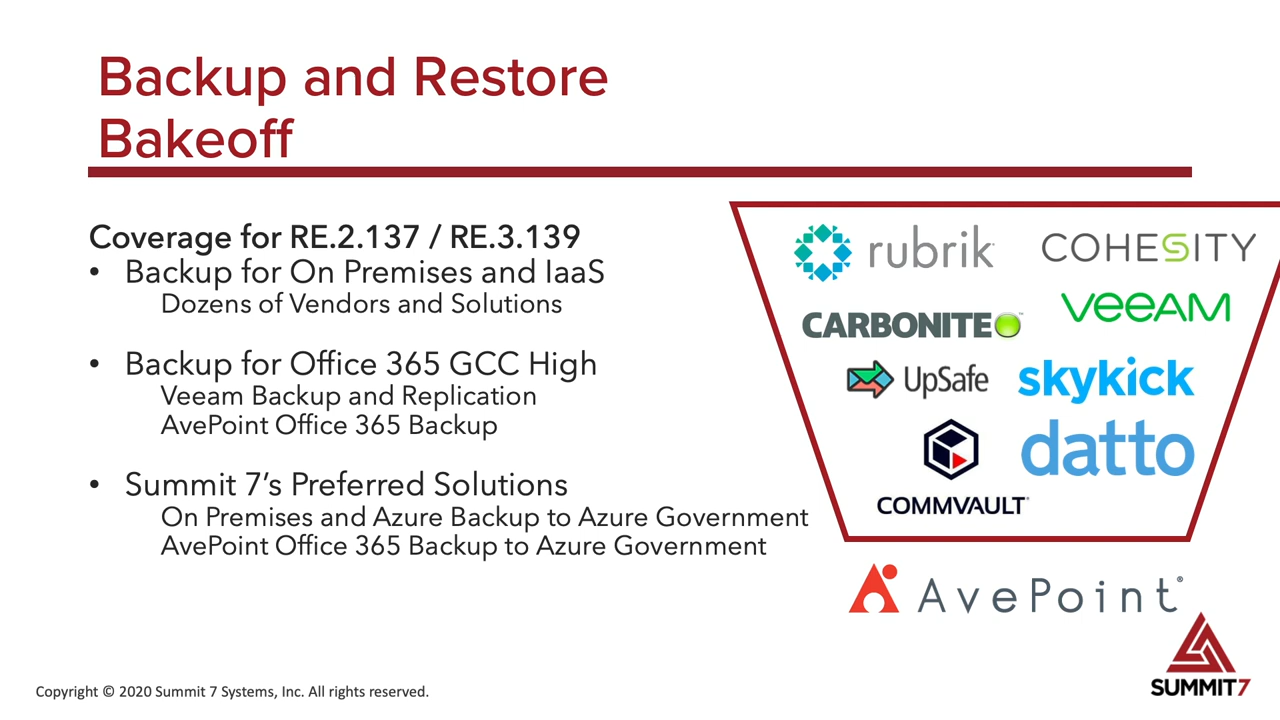 Backup and Restore
Bakeoff
Coverage for RE.2.137 / RE.3.139
• Backup for On Premises and IaaS
Dozens of Vendors and Solutions
• Backup for Office 365 GCC High
Veeam Backup and Replication
AvePoint Office 365 Backup
• Summit 7’s Preferred Solutions
On Premises and Azure Backup to Azure Government
AvePoint Office 365 Backup to Azure Government
rubrik
COHESITY
CARBONITE™
veeAM
UpSafe
skykick
datto
COMMVAULT®
AvePoint®
SUMMIT7
Copyright © 2020 Summit 7 Systems, Inc. All rights reserved.